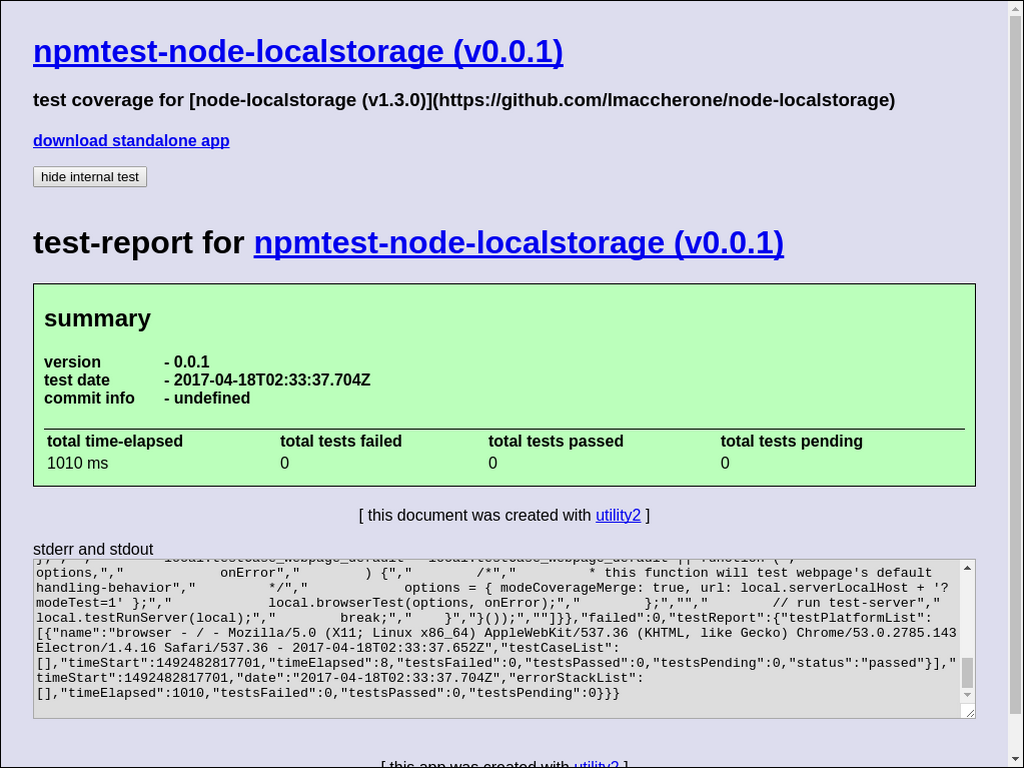 npmtest-node-localstorage (v0.0.1)
test coverage for [node-localstorage (v1.3.0)](https://github.com/lmaccherone/node-localstorage)
download standalone app
hide internal test
test-report for npmtest-node-localstorage (v0.0.1)
summary
version - 0.0.1
test date - 2017-04-18T02:33:37.704Z
commit info - undefined
total time-elapsed total tests failed total tests passed total tests pending
1010 ms 0 0 0
[ this document was created with utility2 ]
stderr and stdout
options,","            onError","        ) {","        /*","         * this function will test webpage's default
handling-behavior","         */","            options = { modeCoverageMerge: true, url: local.serverLocalHost + '?
modeTest=1' };","            local.browserTest(options, onError);","        };","","        // run test-server","
local.testRunServer(local);","        break;","    }","}());",""]}},"failed":0,"testReport":{"testPlatformList":
[{"name":"browser - / - Mozilla/5.0 (X11; Linux x86_64) AppleWebKit/537.36 (KHTML, like Gecko) Chrome/53.0.2785.143
Electron/1.4.16 Safari/537.36 - 2017-04-18T02:33:37.652Z","testCaseList":
[],"timeStart":1492482817701,"timeElapsed":8,"testsFailed":0,"testsPassed":0,"testsPending":0,"status":"passed"}],"
timeStart":1492482817701,"date":"2017-04-18T02:33:37.704Z","errorStackList":
[],"timeElapsed":1010,"testsFailed":0,"testsPassed":0,"testsPending":0}}}
[ this app was created with utility2 ]